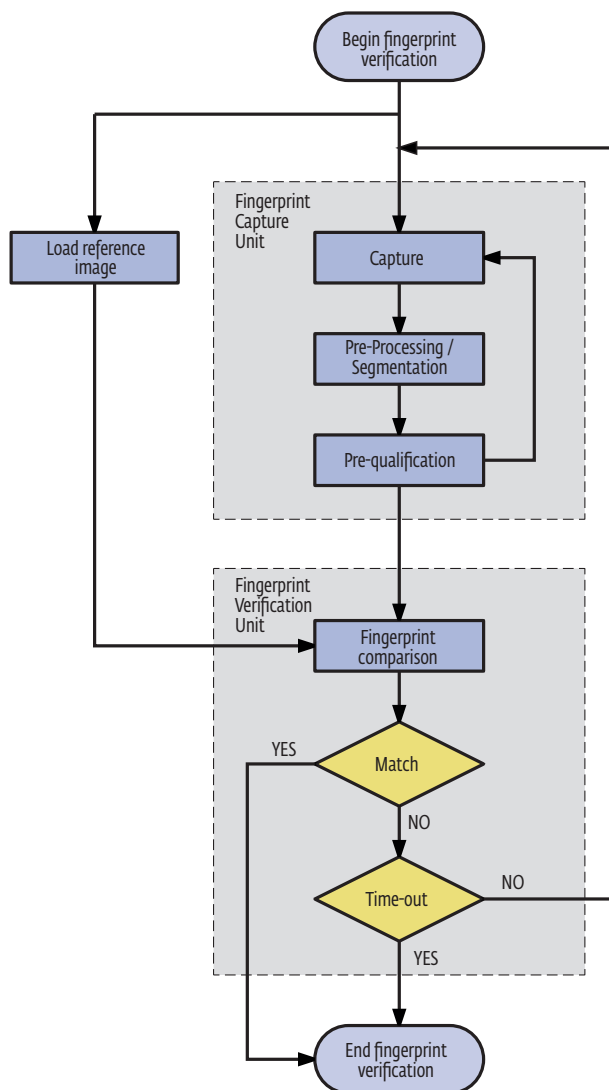 Begin fingerprint
verification
Fingerprint
Capture
Unit
Load reference
image
Capture
Pre-Processing /
Segmentation
Pre-qualification
Fingerprint
Verification
Unit
Fingerprint
comparison
YES
Match
NO
Time-out
NO
YES
End fingerprint
verification